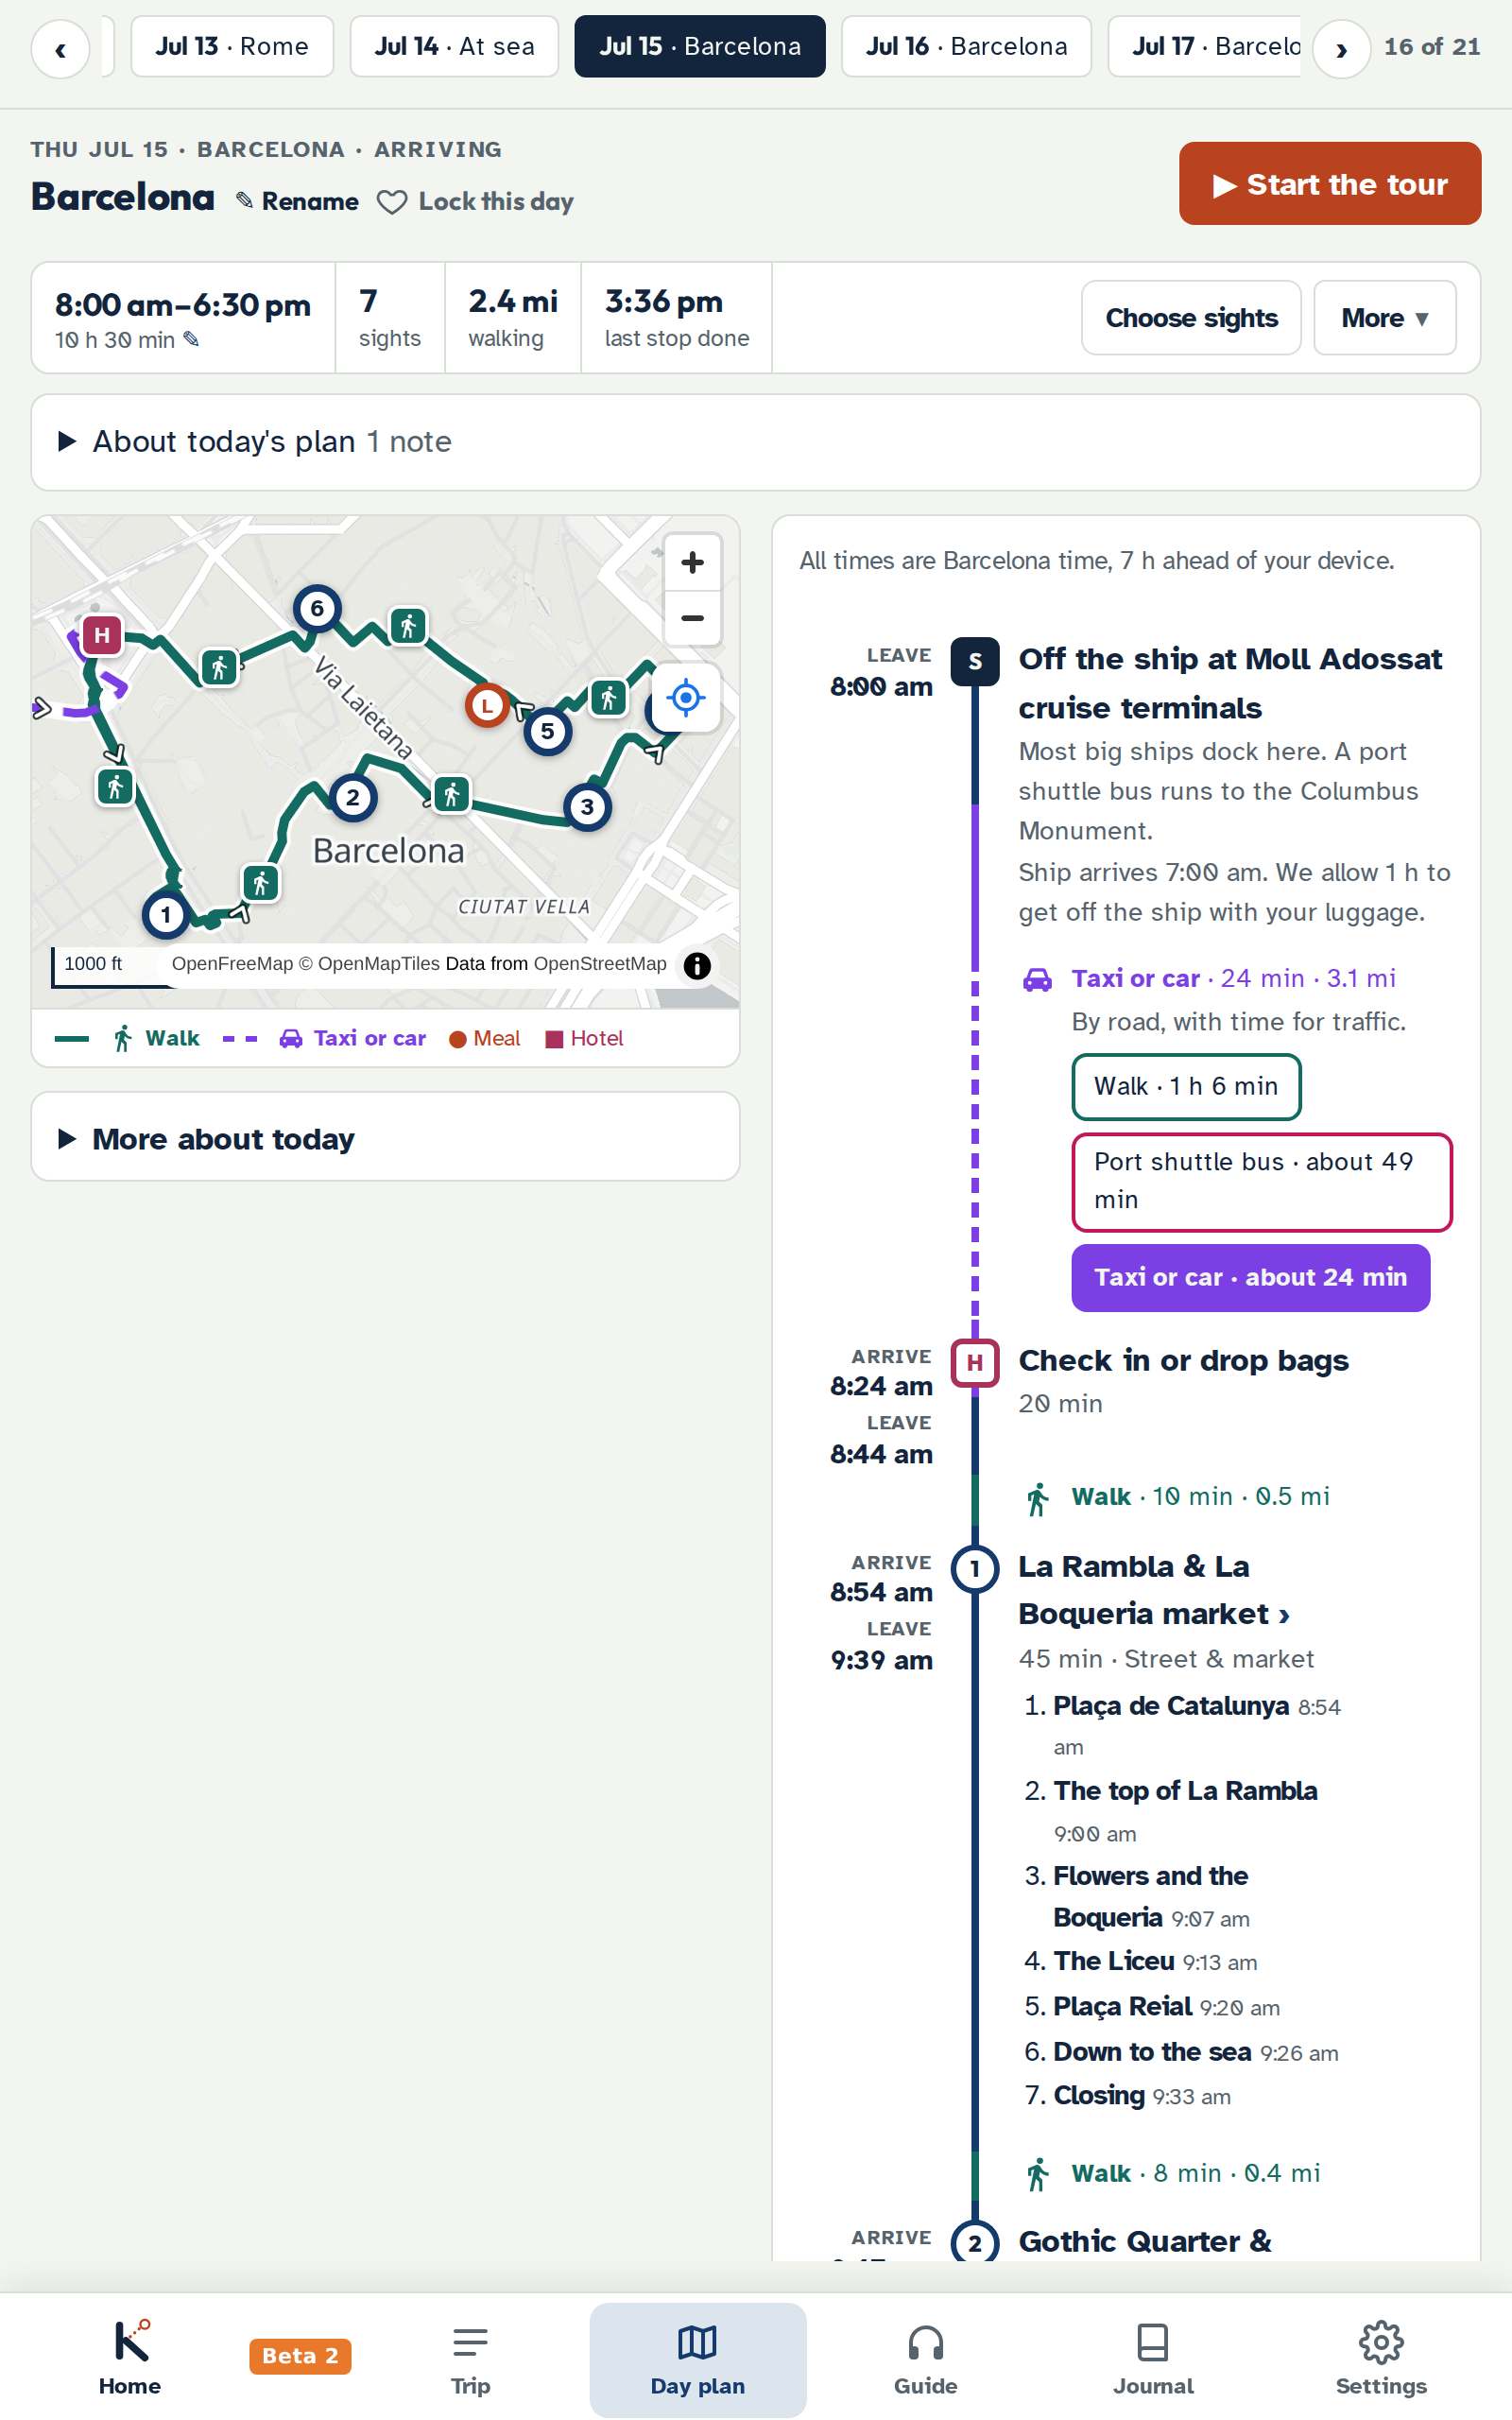 ‹
Jul 13 · Rome
Jul 14 · At sea
Jul 15 · Barcelona
Jul 16 · Barcelona
Jul 17 · Barcelo
›
16 of 21
THU JUL 15 · BARCELONA · ARRIVING
Barcelona ✎ Rename Lock this day
▶ Start the tour
8:00 am–6:30 pm
10 h 30 min ✎
7
sights
2.4 mi
walking
3:36 pm
last stop done
Choose sights
More ▼
▶ About today's plan 1 note
H
6
Via Laietana
L
5
2
3
Barcelona
1
CIUTAT VELLA
+
−
1000 ft
OpenFreeMap © OpenMapTiles Data from OpenStreetMap
Walk
Taxi or car
Meal
Hotel
▶ More about today
All times are Barcelona time, 7 h ahead of your device.
LEAVE
8:00 am
S
Off the ship at Moll Adossat
cruise terminals
Most big ships dock here. A port
shuttle bus runs to the Columbus
Monument.
Ship arrives 7:00 am. We allow 1 h to
get off the ship with your luggage.
Taxi or car · 24 min · 3.1 mi
By road, with time for traffic.
Walk · 1 h 6 min
Port shuttle bus · about 49
min
Taxi or car · about 24 min
ARRIVE
8:24 am
LEAVE
8:44 am
H
Check in or drop bags
20 min
Walk · 10 min · 0.5 mi
ARRIVE
8:54 am
LEAVE
9:39 am
1
La Rambla & La
Boqueria market ›
45 min · Street & market
1. Plaça de Catalunya 8:54
am
2. The top of La Rambla
9:00 am
3. Flowers and the
Boqueria 9:07 am
4. The Liceu 9:13 am
5. Plaça Reial 9:20 am
6. Down to the sea 9:26 am
7. Closing 9:33 am
Walk · 8 min · 0.4 mi
ARRIVE
2
Gothic Quarter &
Home
Beta 2
Trip
Day plan
Guide
Journal
Settings